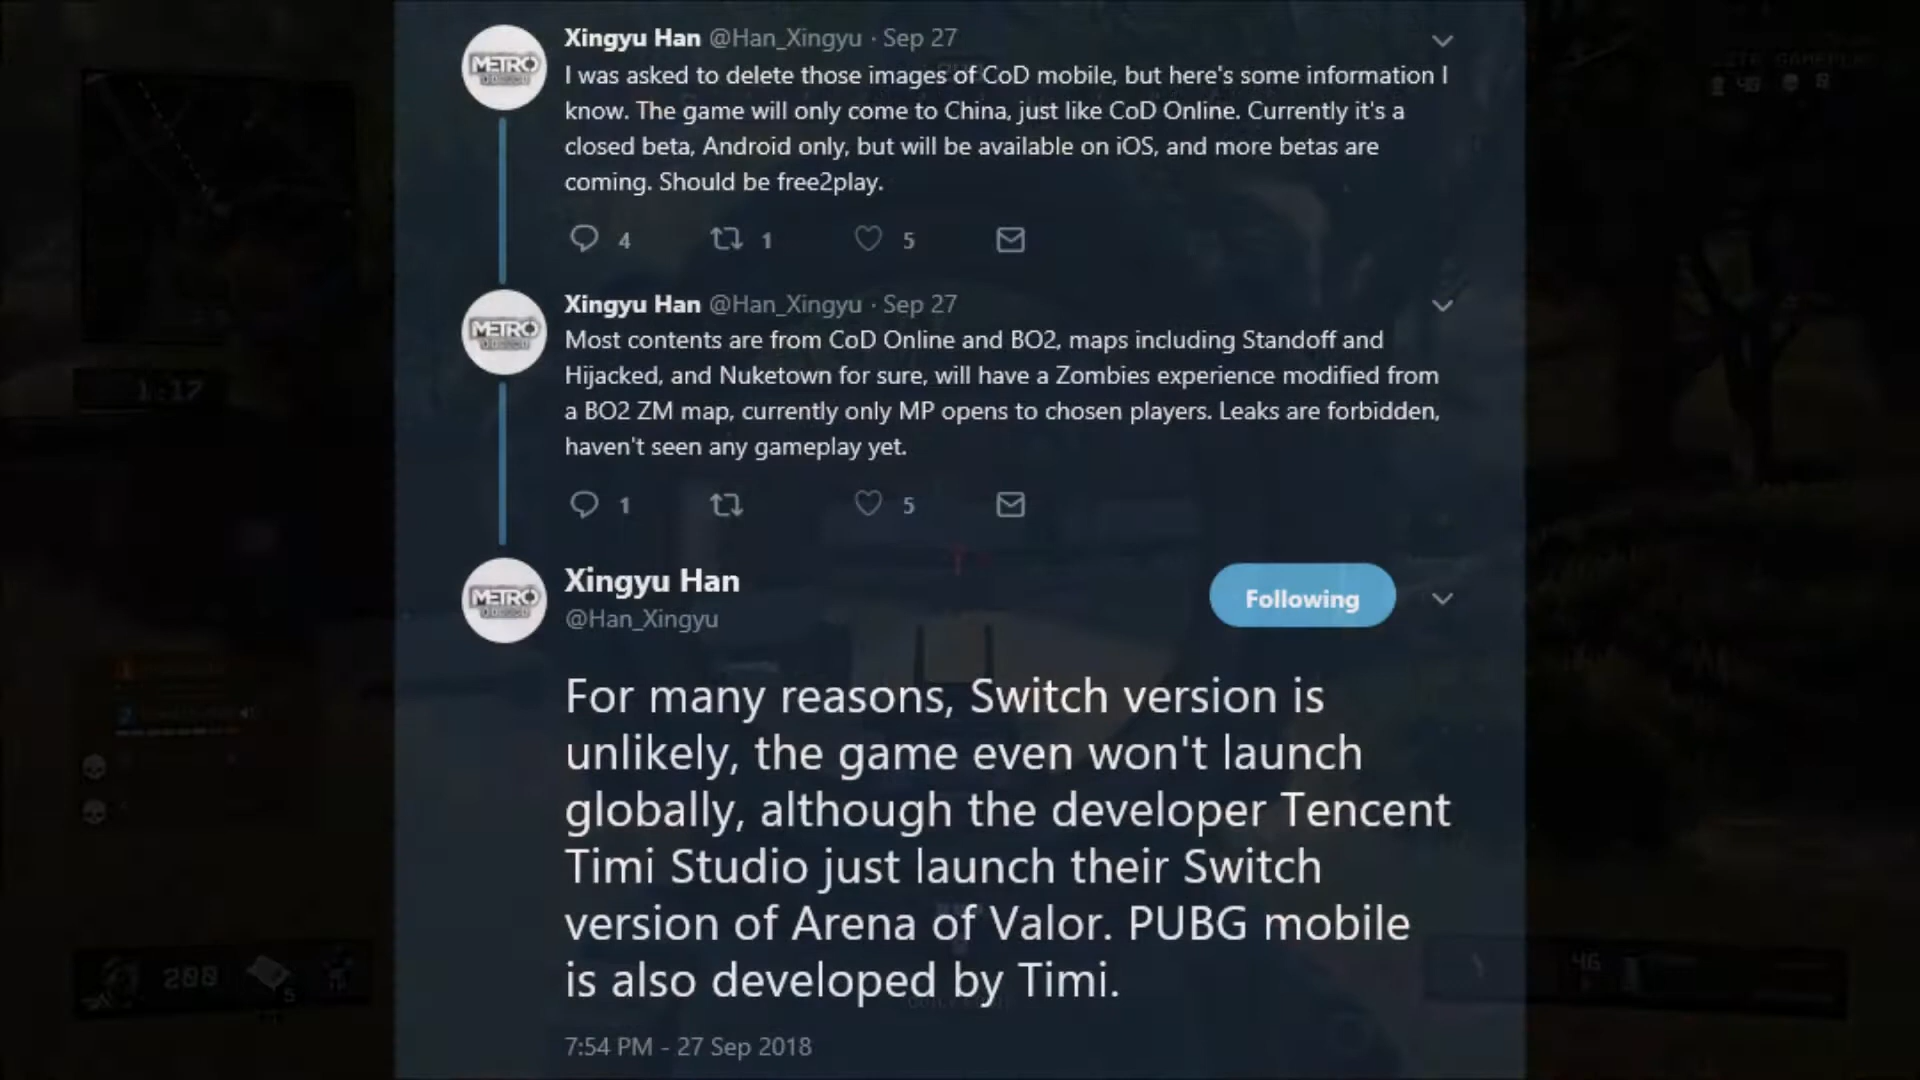 Xingyu Han @Han_Xingyu · Sep 27
I was asked to delete those images of CoD mobile, but here's some information I
know. The game will only come to China, just like CoD Online. Currently it's a
closed beta, Android only, but will be available on iOS, and more betas are
coming. Should be free2play.
4 1 5
Xingyu Han @Han_Xingyu · Sep 27
Most contents are from CoD Online and BO2, maps including Standoff and
Hijacked, and Nuketown for sure, will have a Zombies experience modified from
a BO2 ZM map, currently only MP opens to chosen players. Leaks are forbidden,
haven't seen any gameplay yet.
1 5
METRO
Xingyu Han
Following
@Han_Xingyu
For many reasons, Switch version is
unlikely, the game even won't launch
globally, although the developer Tencent
Timi Studio just launch their Switch
version of Arena of Valor. PUBG mobile
is also developed by Timi.
7:54 PM - 27 Sep 2018
1:17
200
46